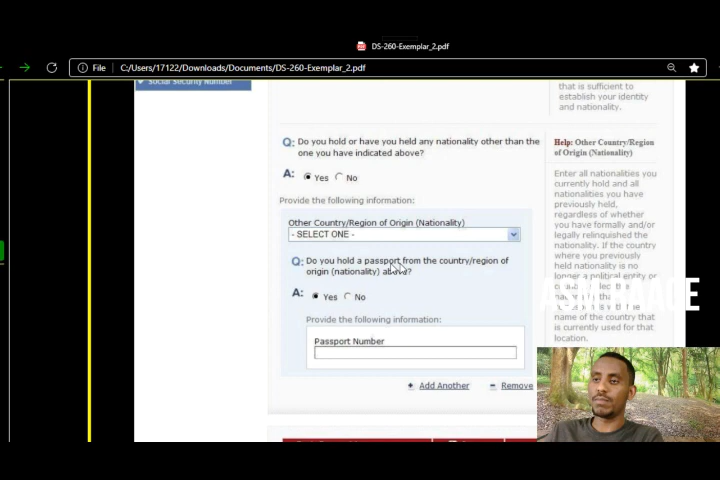 DS-260-Exemplar_2.pdf
File
C:/Users/17122/Downloads/Documents/DS-260-Exemplar_2.pdf
Social Security Number
that is sufficient to
establish your identity
and nationality.
Q: Do you hold or have you held any nationality other than the
one you have indicated above?
A: Yes No
Provide the following information:
Other Country/Region of Origin (Nationality)
- SELECT ONE -
Q: Do you hold a passport from the country/region of
origin (nationality) above?
A: Yes No
Provide the following information:
Passport Number
Add Another
Remove
Help: Other Country/Region
of Origin (Nationality)
Enter all nationalities you
currently hold and all
nationalities you have
previously held,
regardless of whether
you have formally and/or
legally relinquished the
nationality. If the country
where you previously
held nationality is no
longer a political entity or
name of the country that
is currently used for that
location.